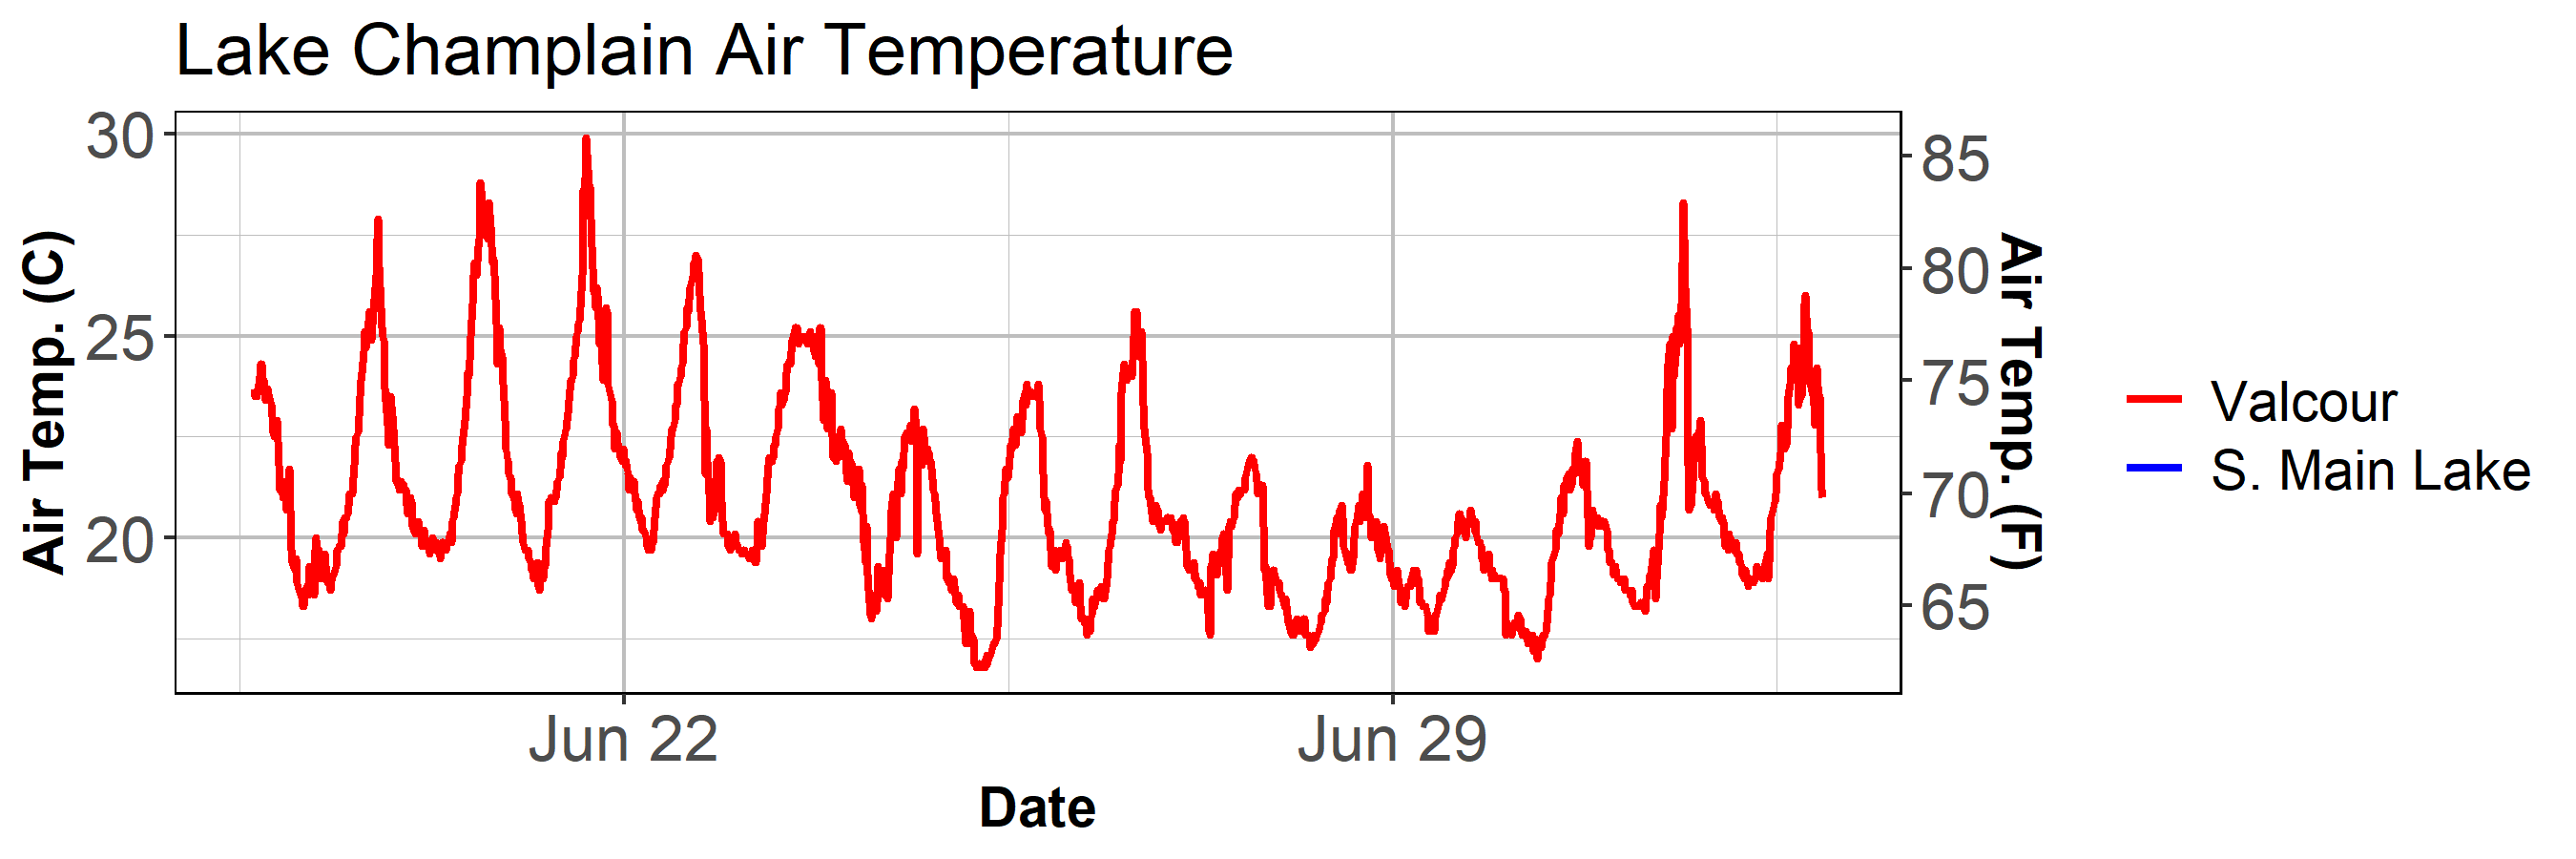 Lake Champlain Air Temperature
Air Temp. (C)
30
25
20
85
80
75
70
65
Air Temp. (F)
Jun 22
Jun 29
Date
Valcour
S. Main Lake